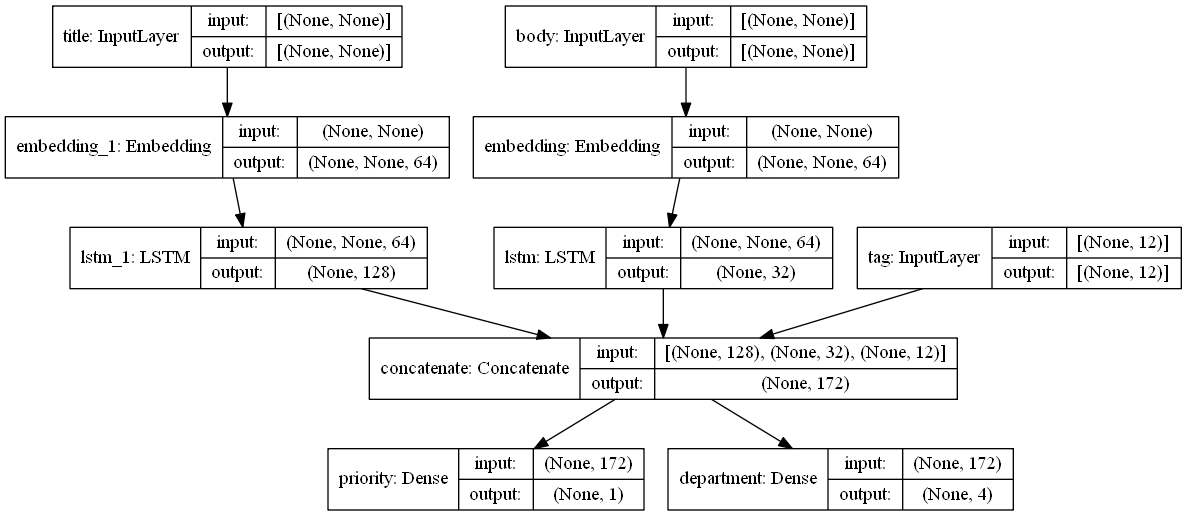 title: InputLayer
input:
[(None, None)]
output:
[(None, None)]
body: InputLayer
input:
[(None, None)]
output:
[(None, None)]
embedding_1: Embedding
input:
(None, None)
output:
(None, None, 64)
embedding: Embedding
input:
(None, None)
output:
(None, None, 64)
lstm_1: LSTM
input:
(None, None, 64)
output:
(None, 128)
lstm: LSTM
input:
(None, None, 64)
output:
(None, 32)
tag: InputLayer
input:
[(None, 12)]
output:
[(None, 12)]
concatenate: Concatenate
input:
[(None, 128), (None, 32), (None, 12)]
output:
(None, 172)
priority: Dense
input:
(None, 172)
output:
(None, 1)
department: Dense
input:
(None, 172)
output:
(None, 4)